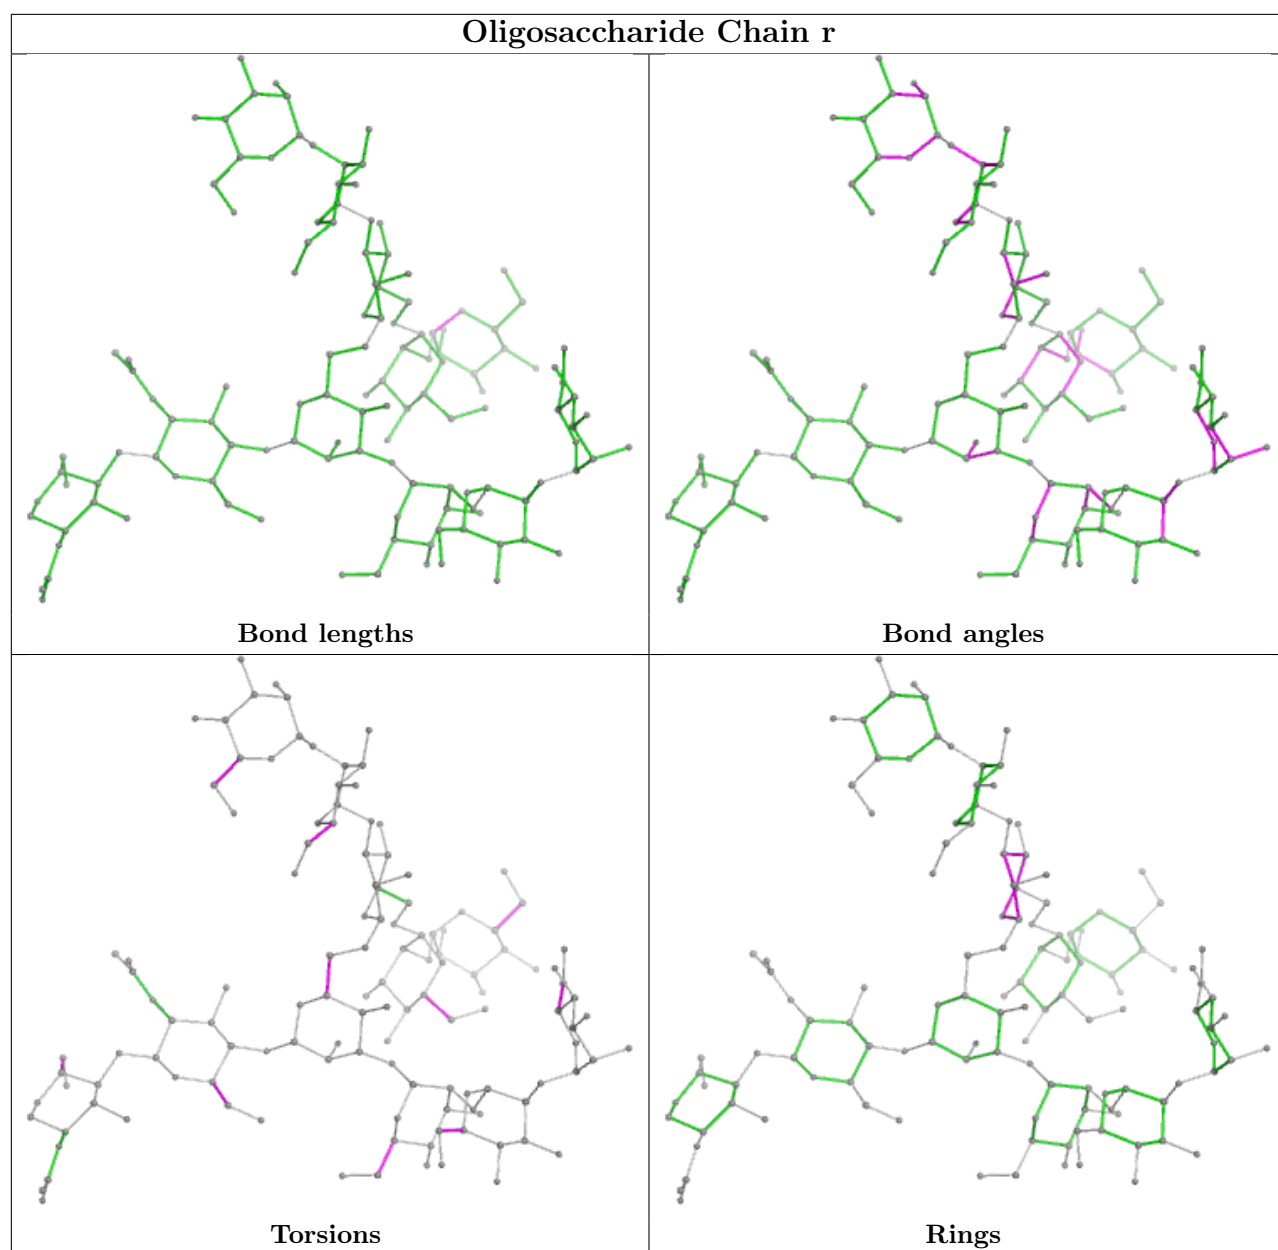 Oligosaccharide Chain r
Bond lengths
Bond angles
Torsions
Rings